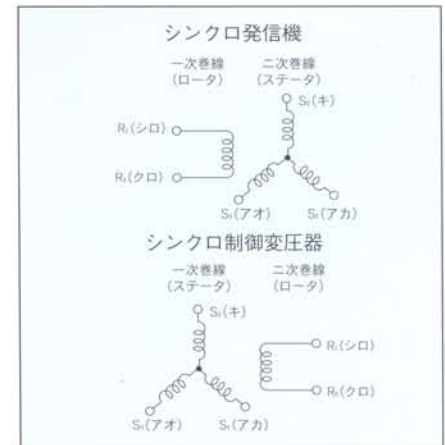 シンクロ発信機
一次巻線 二次巻線
(ロータ) (ステータ)
S₂(キ)
R₁(シロ)
R₂(クロ)
S₃(アオ) S₁(アカ)
シンクロ制御変圧器
一次巻線 二次巻線
(ステータ) (ロータ)
S₂(キ)
R₁(シロ)
R₂(クロ)
S₃(アオ) S₁(アカ)